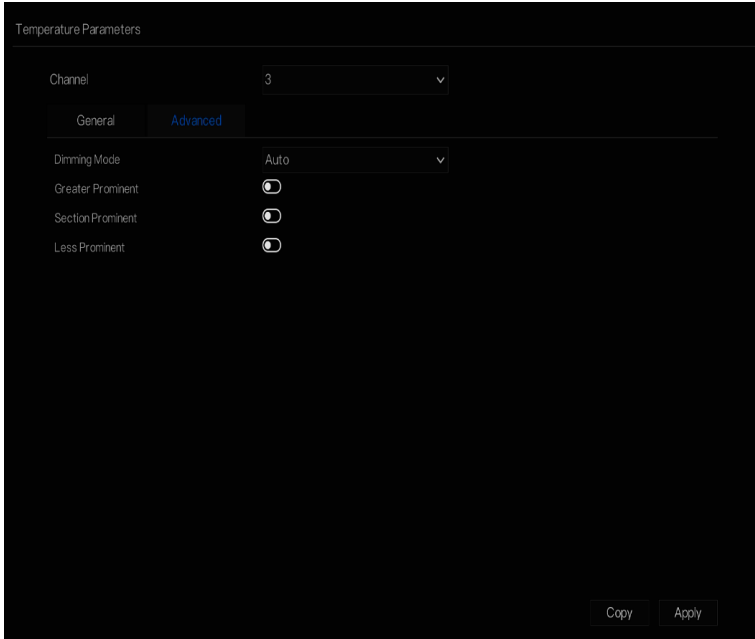 Temperature Parameters
Channel 3
General Advanced
Dimming Mode Auto
Greater Prominent
Section Prominent
Less Prominent
Copy Apply